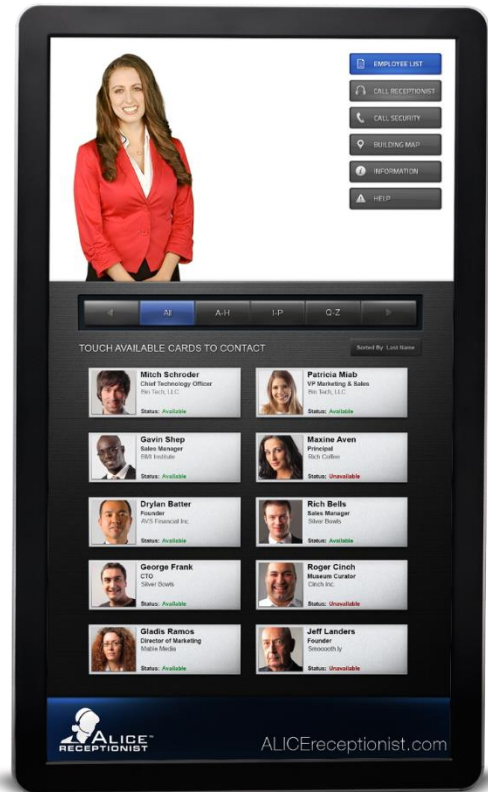 EMPLOYEE LIST
CALL RECEPTIONIST
CALL SECURITY
BUILDING MAP
INFORMATION
HELP
All
A-H
I-P
Q-Z
TOUCH AVAILABLE CARDS TO CONTACT
Sorted By Last Name
Mitch Schroder
Chief Technology Officer
Bin Tech, LLC
Status: Available
Patricia Miab
VP Marketing & Sales
Bin Tech, LLC
Status: Available
Gavin Shep
Sales Manager
BMI Institute
Status: Available
Maxine Aven
Principal
Rich Coffee
Status: Unavailable
Drylan Batter
Founder
AVS Financial Inc.
Status: Available
Rich Bells
Sales Manager
Silver Bowls
Status: Available
George Frank
CTO
Silver Bowls
Status: Available
Roger Cinch
Museum Curator
Cinch Inc.
Status: Unavailable
Gladis Ramos
Director of Marketing
Mable Media
Status: Available
Jeff Landers
Founder
Smooooth.ly
Status: Unavailable
ALICE™
RECEPTIONIST
ALICEreceptionist.com